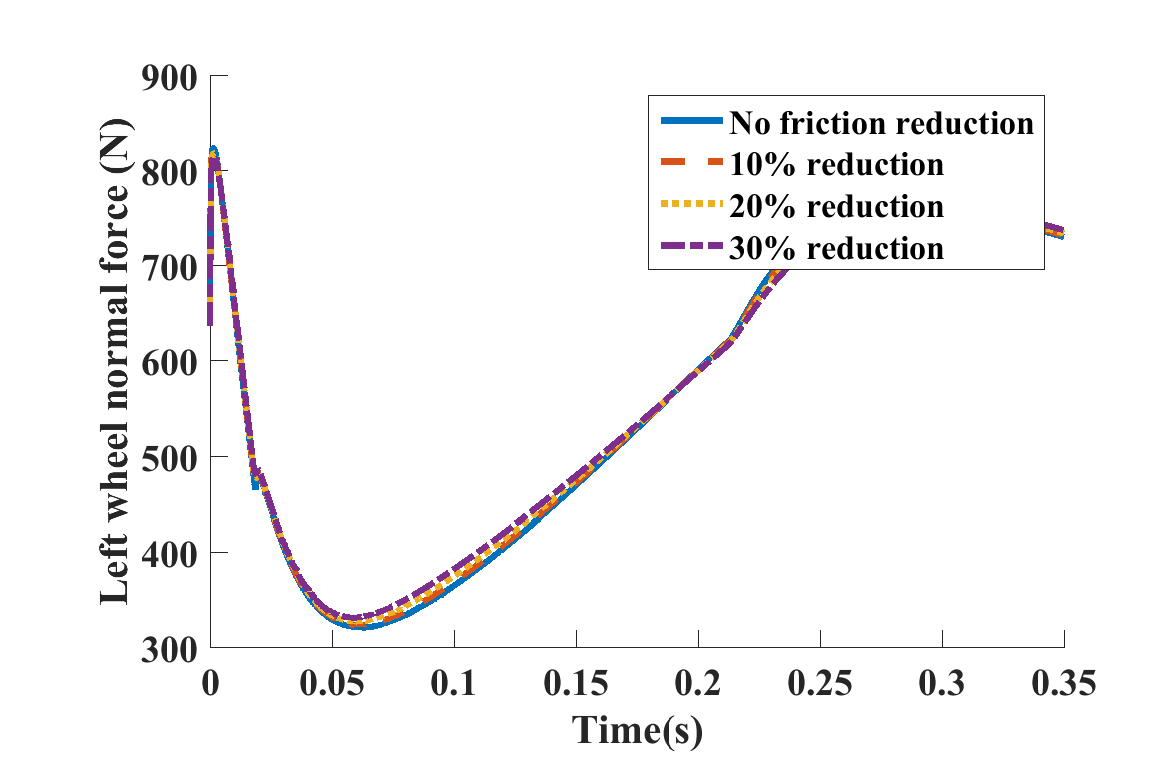 900
800
700
600
500
400
300
Left wheel normal force (N)
No friction reduction
10% reduction
20% reduction
30% reduction
0 0.05 0.1 0.15 0.2 0.25 0.3 0.35
Time(s)